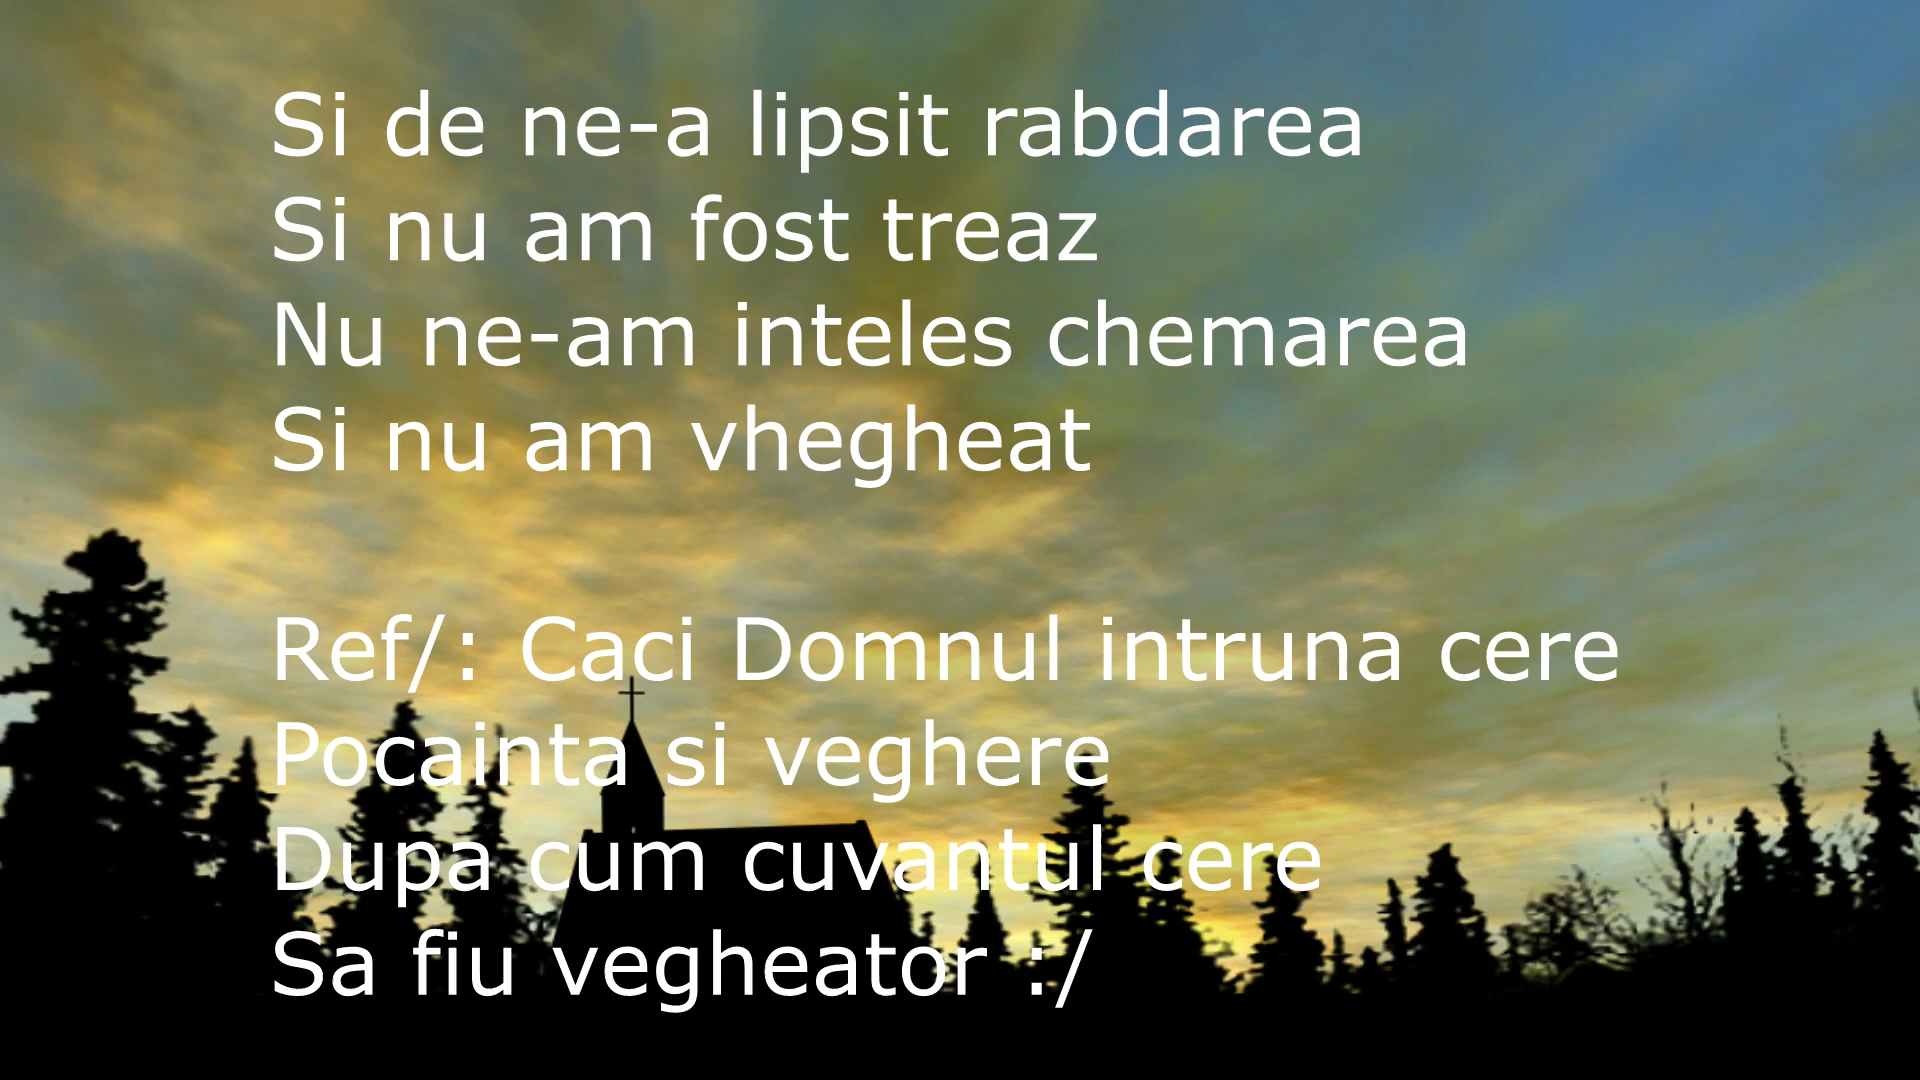 Si de ne-a lipsit rabdarea
Si nu am fost treaz
Nu ne-am inteles chemarea
Si nu am vhegheat
Ref/: Caci Domnul intruna cere
Pocainta si veghere
Dupa cum cuvantul cere
Sa fiu vegheator :/